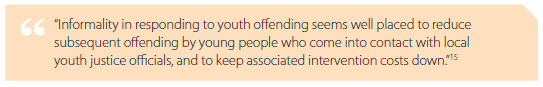 “Informality in responding to youth offending seems well placed to reduce
subsequent offending by young people who come into contact with local
youth justice officials, and to keep associated intervention costs down.”15